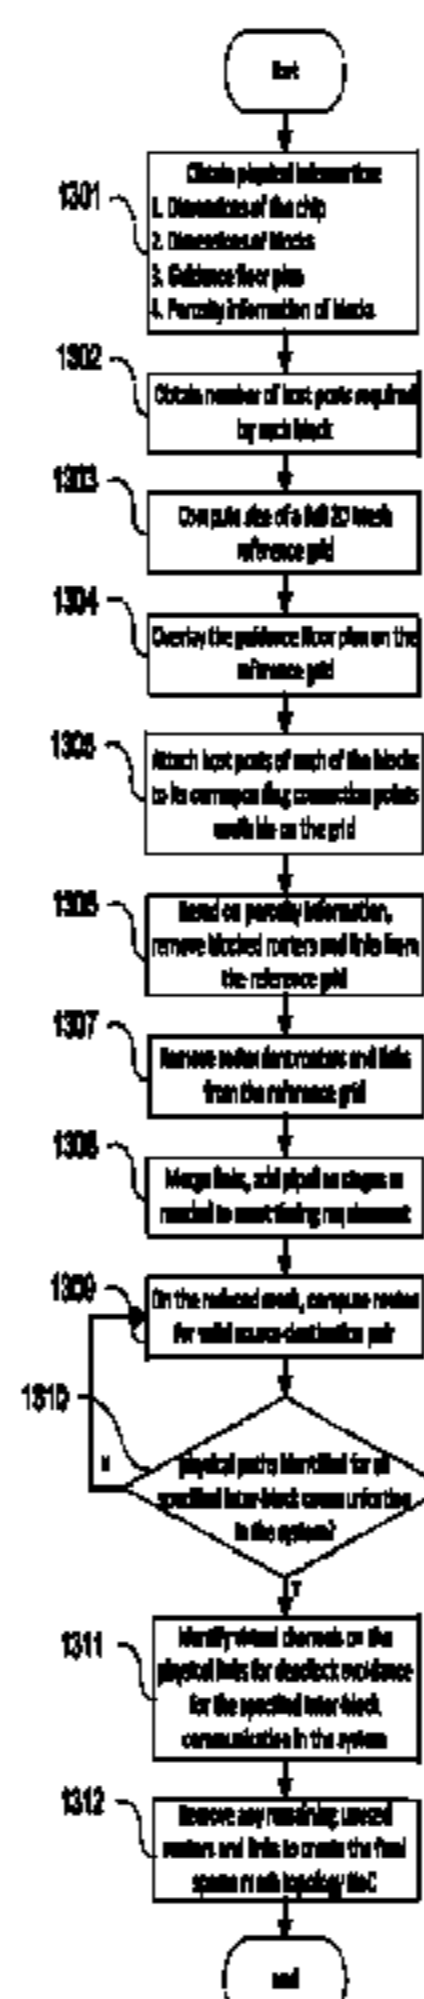 Start
1301
Obtain physical information:
1. Dimensions of the chip
2. Dimensions of blocks
3. Guidance floor plan
4. Porosity information of blocks
1302
Obtain number of host ports required
by each block
1303
Compute size of a full 2D Mesh
reference grid
1304
Overlay the guidance floor plan on the
reference grid
1305
Attach host ports of each of the blocks
to its corresponding connection points
available on the grid
1306
Based on porosity information,
remove blocked routers and links from
the reference grid
1307
Remove redundant routers and links
from the reference grid
1308
Merge links, add pipeline stages as
needed to meet timing requirement
1309
On the reduced mesh, compute routes
for valid source-destination pair
1310
N
physical paths identified for all
specified inter-block communication
in the system?
Y
1311
Identify virtual channels on the
physical links for deadlock avoidance
for the specified inter-block
communication in the system
1312
Remove any remaining unused
routers and links to create the final
sparse mesh topology NoC
end